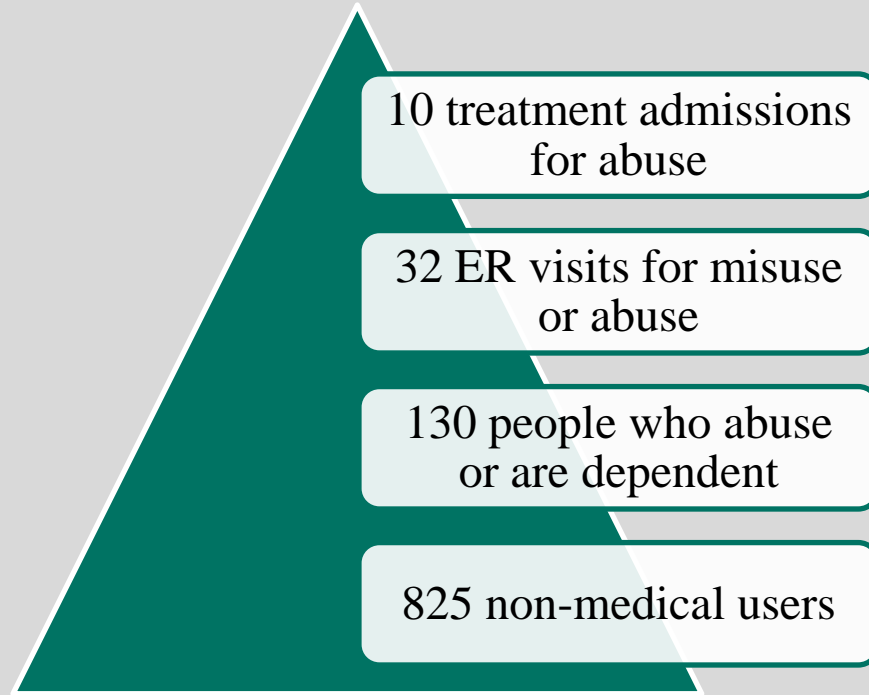 10 treatment admissions
for abuse
32 ER visits for misuse
or abuse
130 people who abuse
or are dependent
825 non-medical users